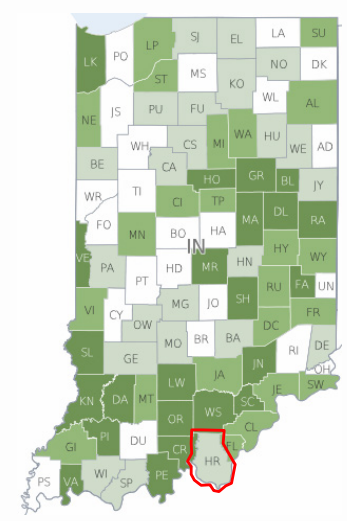 SJ EL LA SU
LK PO LP
NO DK
ST MS
KO
WL
JS PU FU AL
NE
MI WA HU
WH CS WE AD
BE CA
HO GR BL JY
WR TI
CI TP
MA DL RA
FO
MN BO HA
IN
HY
VE PA HD MR HN WY
PT
RU FA UN
MG JO SH
VI CY FR
OW DC
MO BR BA DE
SL GE RI
OH
JA JN
LW JE SW
KN DA MT
OR WS SC
CL
PI DU
GI CR FL
HR
WI PE
PS VA SP